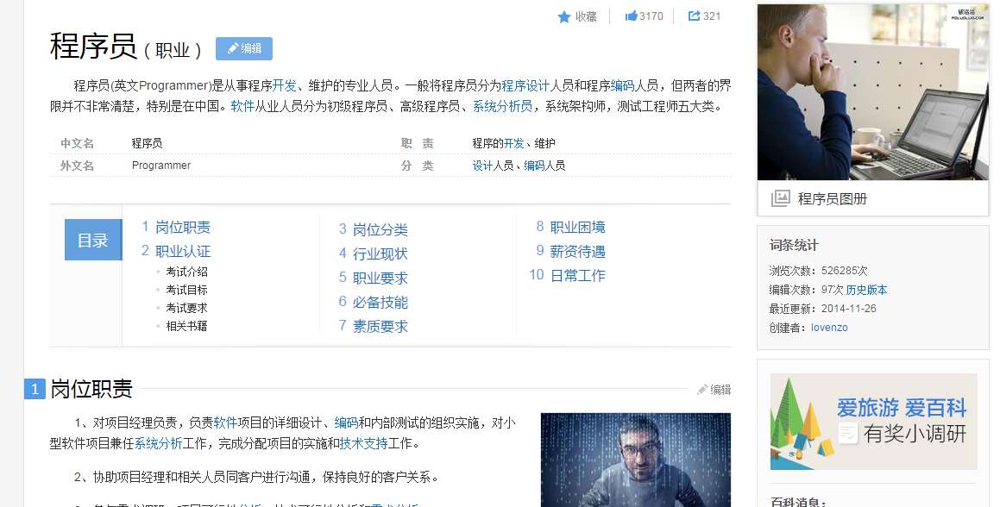 收藏
3170
321
程序员（职业）
编辑
程序员(英文Programmer)是从事程序开发、维护的专业人员。一般将程序员分为程序设计人员和程序编码人员，但两者的界
限并不非常清楚，特别是在中国。软件从业人员分为初级程序员、高级程序员、系统分析员，系统架构师，测试工程师五大类。
中文名 程序员 职 责 程序的开发、维护
外文名 Programmer 分 类 设计人员、编码人员
目录
1 岗位职责
2 职业认证
考试介绍
考试目标
考试要求
相关书籍
3 岗位分类
4 行业现状
5 职业要求
6 必备技能
7 素质要求
8 职业困境
9 薪资待遇
10 日常工作
1 岗位职责
编辑
1、对项目经理负责，负责软件项目的详细设计、编码和内部测试的组织实施，对小
型软件项目兼任系统分析工作，完成分配项目的实施和技术支持工作。
2、协助项目经理和相关人员同客户进行沟通，保持良好的客户关系。
程序员图册
词条统计
浏览次数：526285次
编辑次数：97次 历史版本
最近更新：2014-11-26
创建者：lovenzo
爱旅游 爱百科
有奖小调研
百科消息：